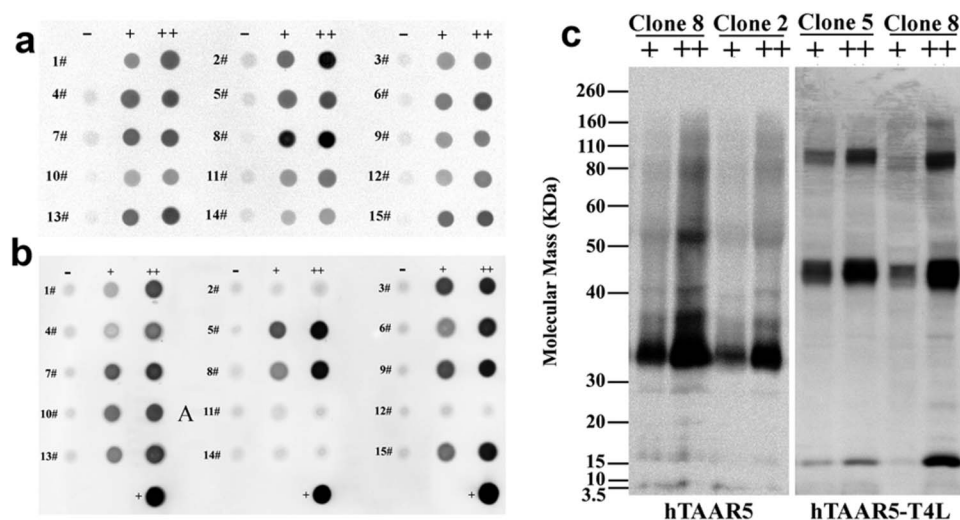 a
- + ++ - + ++ - + ++
1# 2# 3#
4# 5# 6#
7# 8# 9#
10# 11# 12#
13# 14# 15#
b
- + ++ - + ++ - + ++
1# 2# 3#
4# 5# 6#
7# 8# 9#
10# A 11# 12#
13# 14# 15#
+ + +
c
Clone 8 Clone 2 Clone 5 Clone 8
+ ++ + ++ + ++ + ++
Molecular Mass (KDa)
260
160
110
80
60
50
40
30
20
15
10
3.5
hTAAR5 hTAAR5-T4L